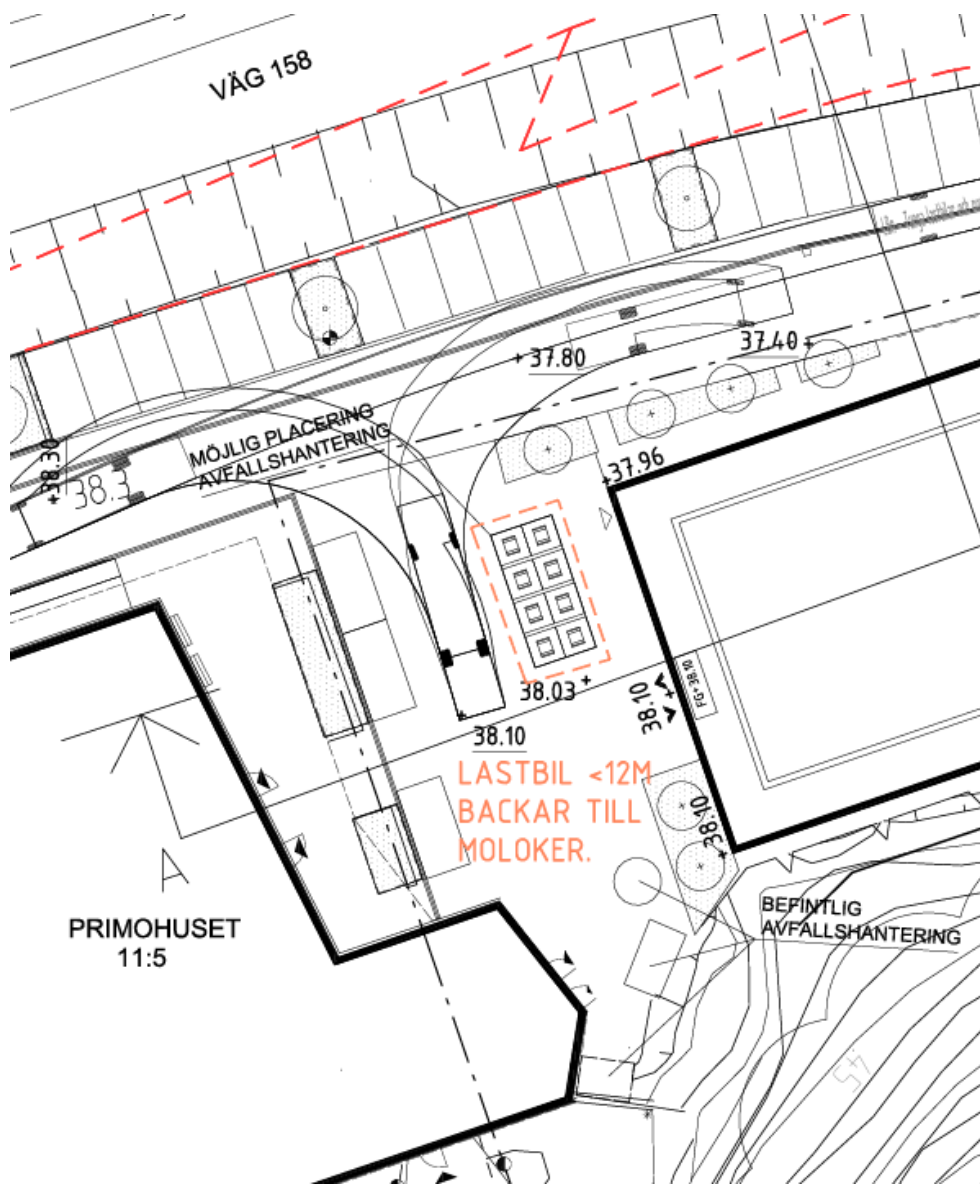 VÄG 158
+ 37.80
37.40 +
MÖJLIG PLACERING
AVFALLSHANTERING
+38.30
38.3
37.96
38.03 +
38.10
FG+38.10
38.10
LASTBIL <12M
BACKAR TILL
MOLOKER.
38.10
A
PRIMOHUSET
11:5
BEFINTLIG
AVFALLSHANTERING
45